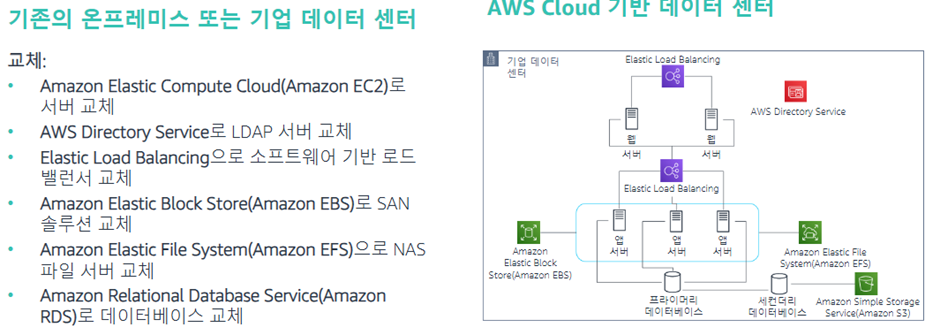 기존의 온프레미스 또는 기업 데이터 센터
교체:
• Amazon Elastic Compute Cloud(Amazon EC2)로
서버 교체
• AWS Directory Service로 LDAP 서버 교체
• Elastic Load Balancing으로 소프트웨어 기반 로드
밸런서 교체
• Amazon Elastic Block Store(Amazon EBS)로 SAN
솔루션 교체
• Amazon Elastic File System(Amazon EFS)으로 NAS
파일 서버 교체
• Amazon Relational Database Service(Amazon
RDS)로 데이터베이스 교체
AWS Cloud 기반 데이터 센터
기업 데이터
센터
Elastic Load Balancing
AWS Directory Service
웹
서버
웹
서버
Elastic Load Balancing
앱
서버
앱
서버
앱
서버
Amazon
Elastic Block
Store(Amazon EBS)
Amazon Elastic File
System(Amazon EFS)
프라이머리
데이터베이스
세컨더리
데이터베이스
Amazon Simple Storage
Service(Amazon S3)